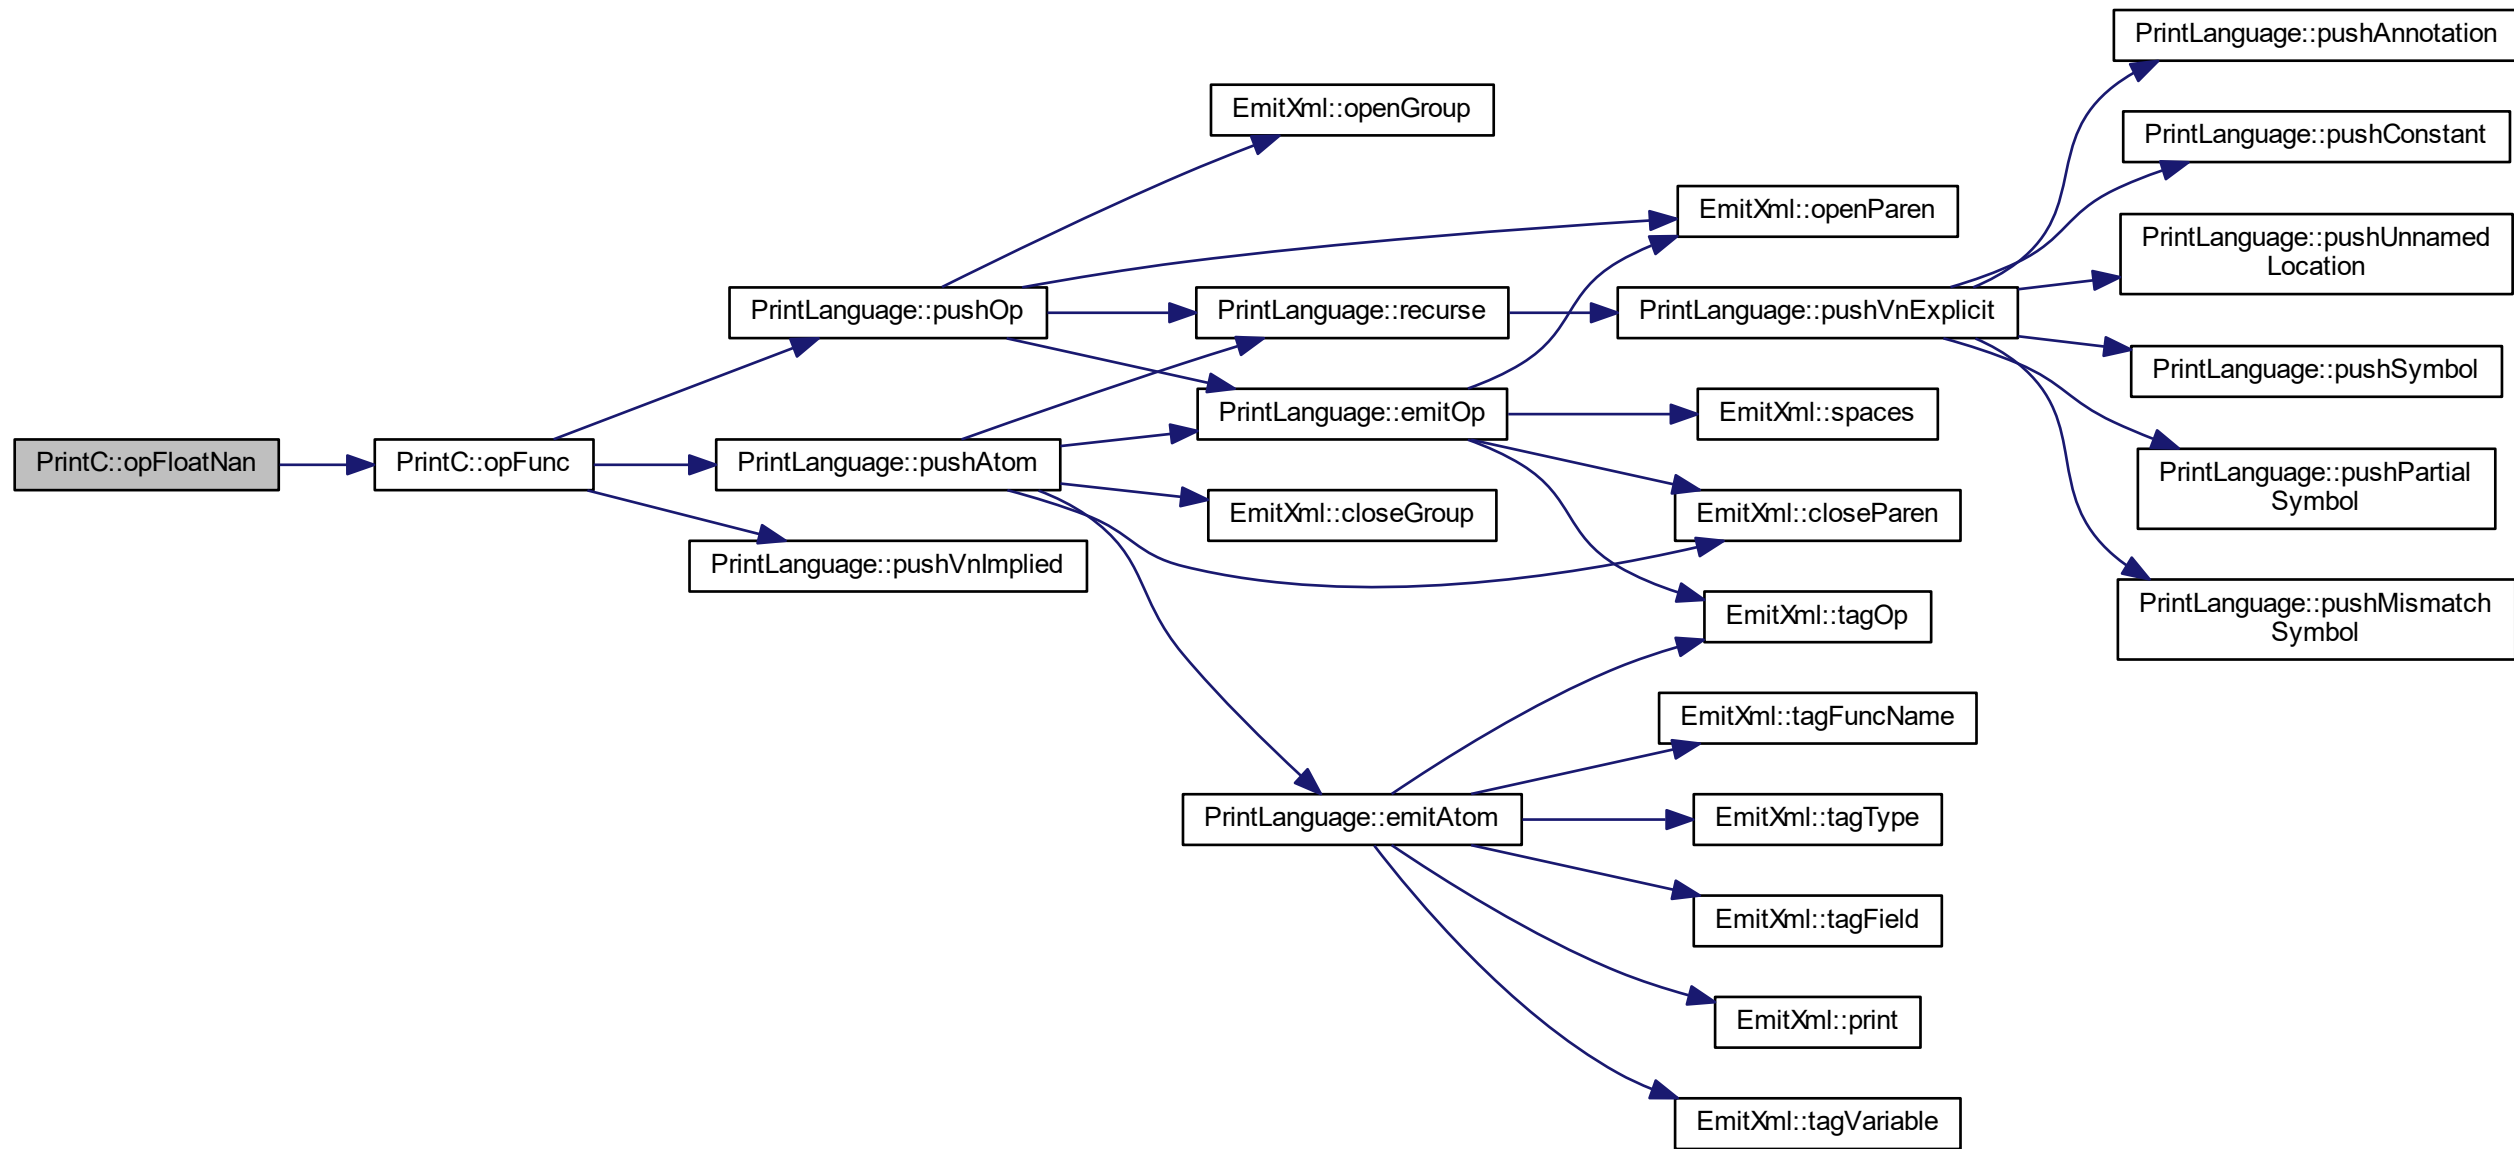 PrintC::opFloatNan
PrintC::opFunc
PrintLanguage::pushOp
PrintLanguage::pushAtom
PrintLanguage::pushVnImplied
EmitXml::openGroup
PrintLanguage::recurse
PrintLanguage::emitOp
EmitXml::closeGroup
PrintLanguage::emitAtom
EmitXml::openParen
PrintLanguage::pushVnExplicit
EmitXml::spaces
EmitXml::closeParen
EmitXml::tagOp
EmitXml::tagFuncName
EmitXml::tagType
EmitXml::tagField
EmitXml::print
EmitXml::tagVariable
PrintLanguage::pushAnnotation
PrintLanguage::pushConstant
PrintLanguage::pushUnnamed
Location
PrintLanguage::pushSymbol
PrintLanguage::pushPartial
Symbol
PrintLanguage::pushMismatch
Symbol